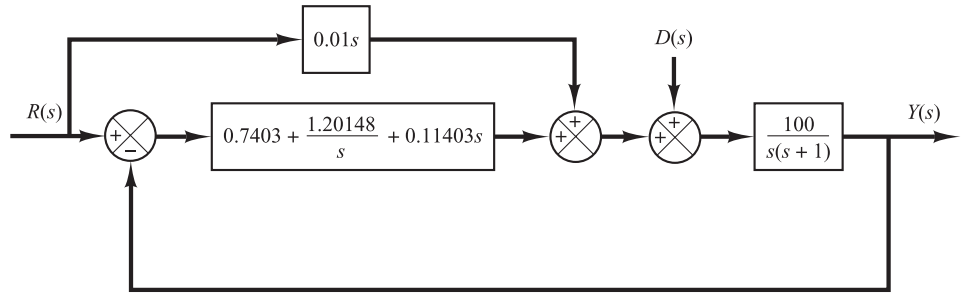 0.01s
D(s)
R(s)
+
−
0.7403 + 1.20148/s + 0.11403s
+
+
+
+
100
s(s + 1)
Y(s)